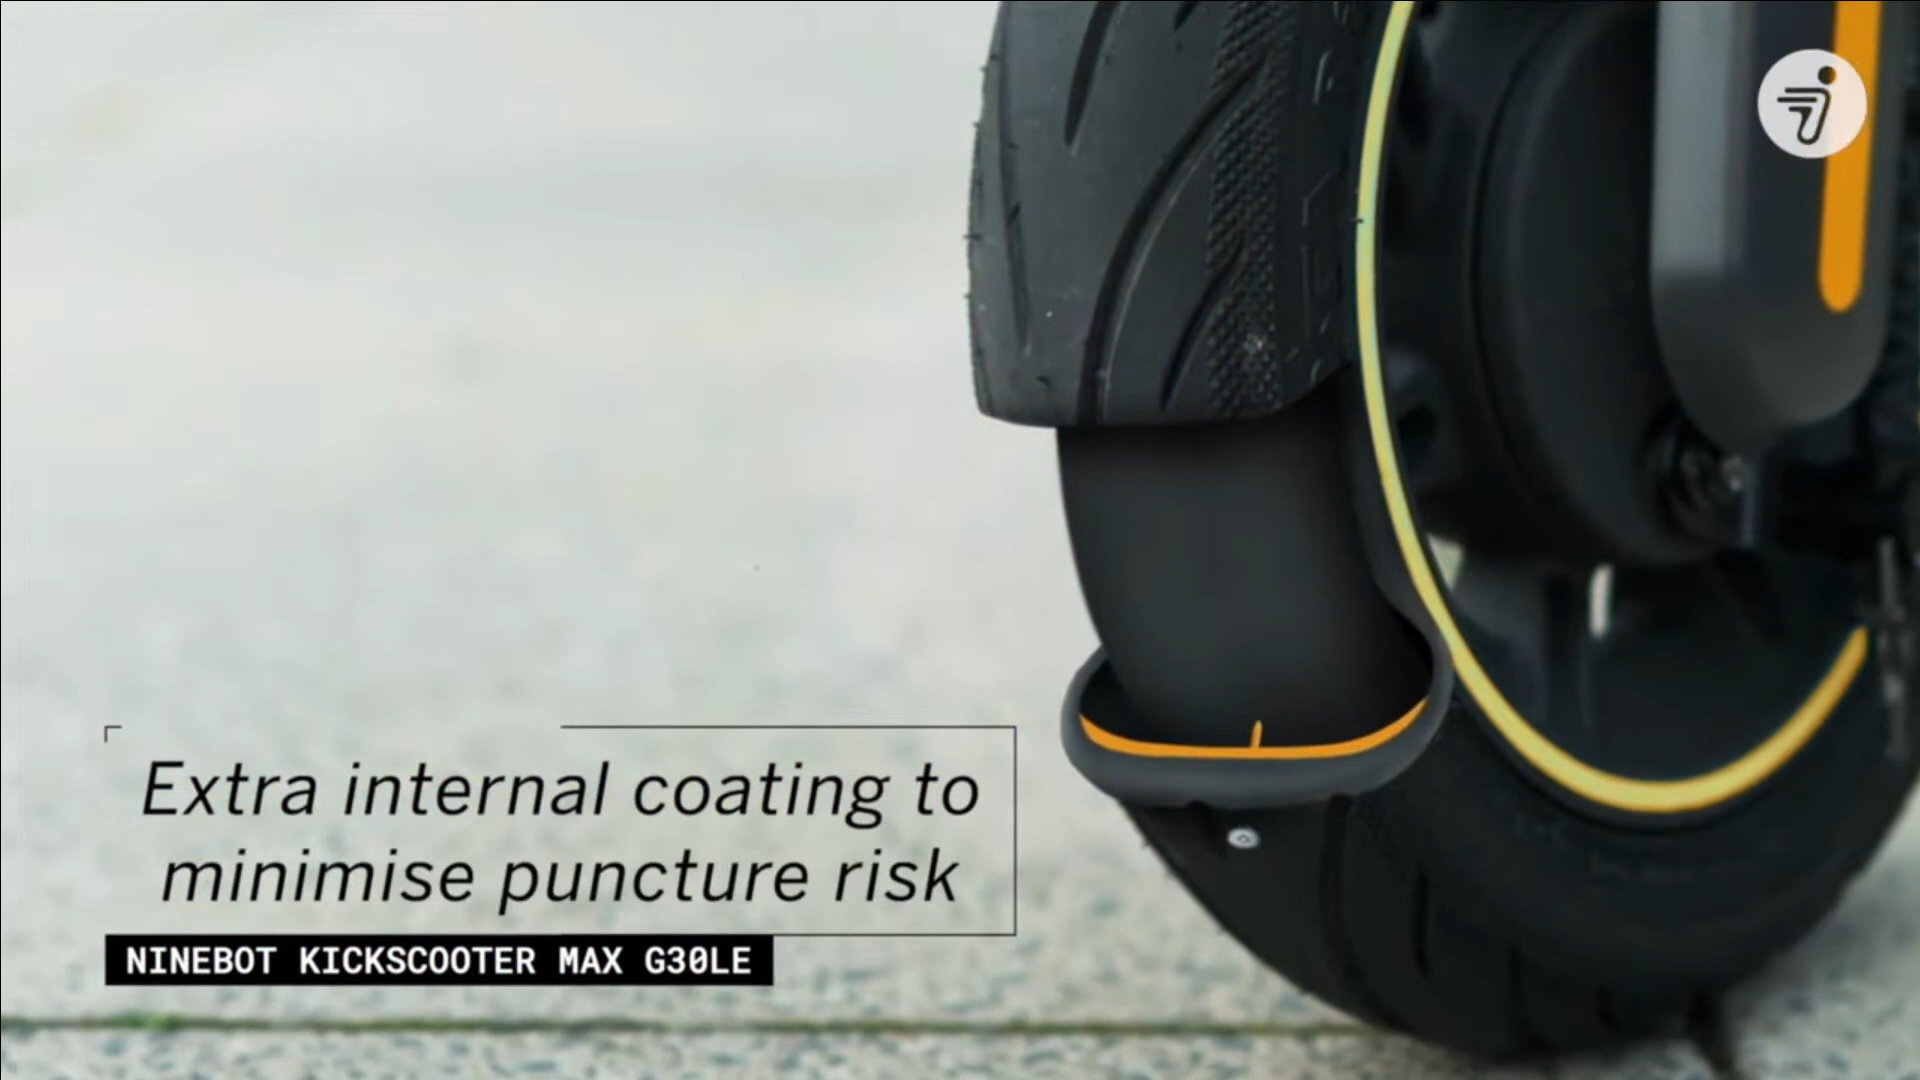 Extra internal coating to
minimise puncture risk
NINEBOT KICKSCOOTER MAX G30LE